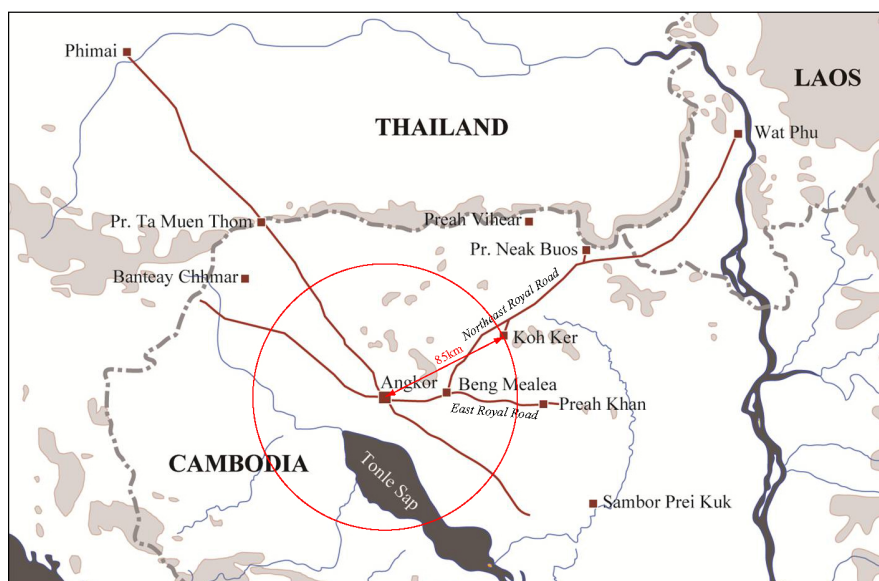 Phimai
LAOS
THAILAND
Wat Phu
Pr. Ta Muen Thom
Preah Vihear
Pr. Neak Buos
Banteay Chhmar
Northeast Royal Road
Koh Ker
85km
Angkor
Beng Mealea
East Royal Road
Preah Khan
CAMBODIA
Tonle Sap
Sambor Prei Kuk